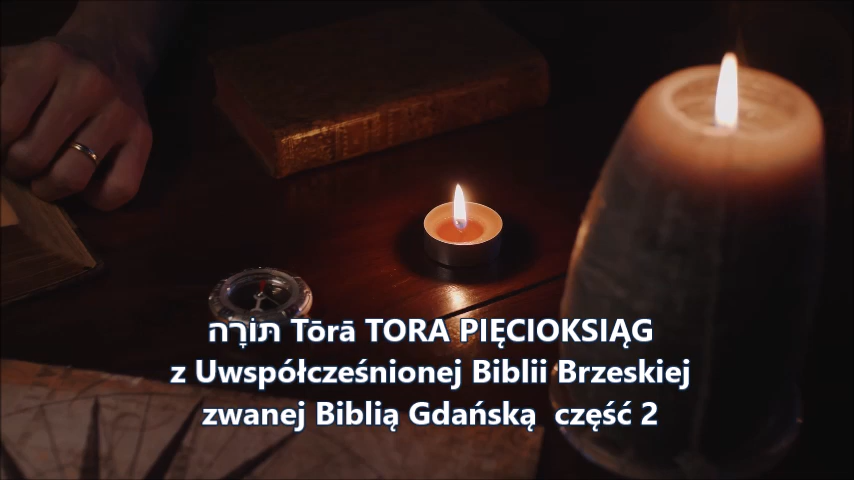 תּוֹרָה Tōrā TORA PIĘCIOKSIĄG
z Uwspółcześnionej Biblii Brzeskiej
zwanej Biblią Gdańską część 2